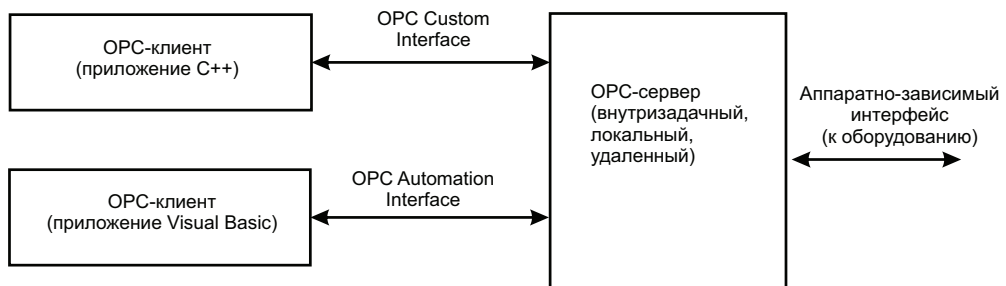 OPC-клиент
(приложение C++)
OPC Custom
Interface
OPC-сервер
(внутризадачный,
локальный,
удаленный)
Аппаратно-зависимый
интерфейс
(к оборудованию)
OPC-клиент
(приложение Visual Basic)
OPC Automation
Interface